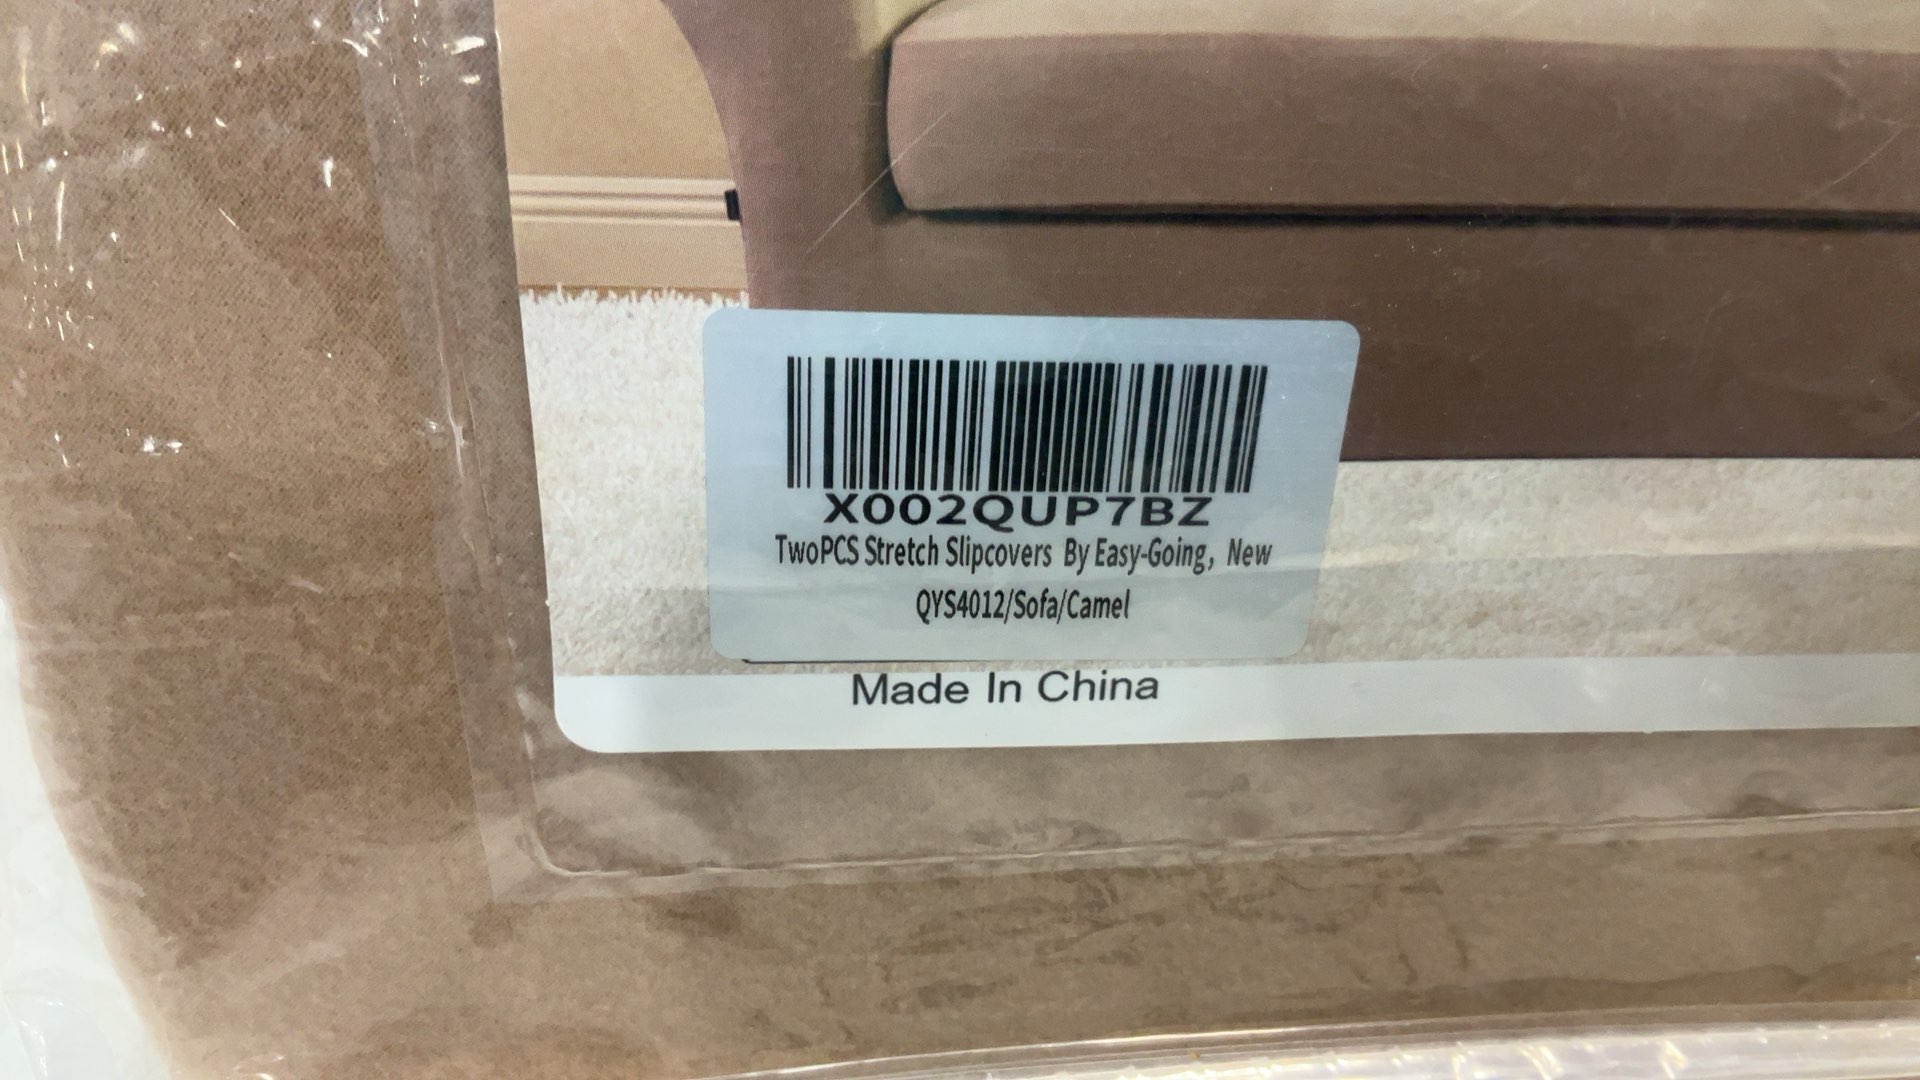 X002QUP7BZ
TwoPCS Stretch Slipcovers By Easy-Going, New
QYS4012/Sofa/Camel
Made In China